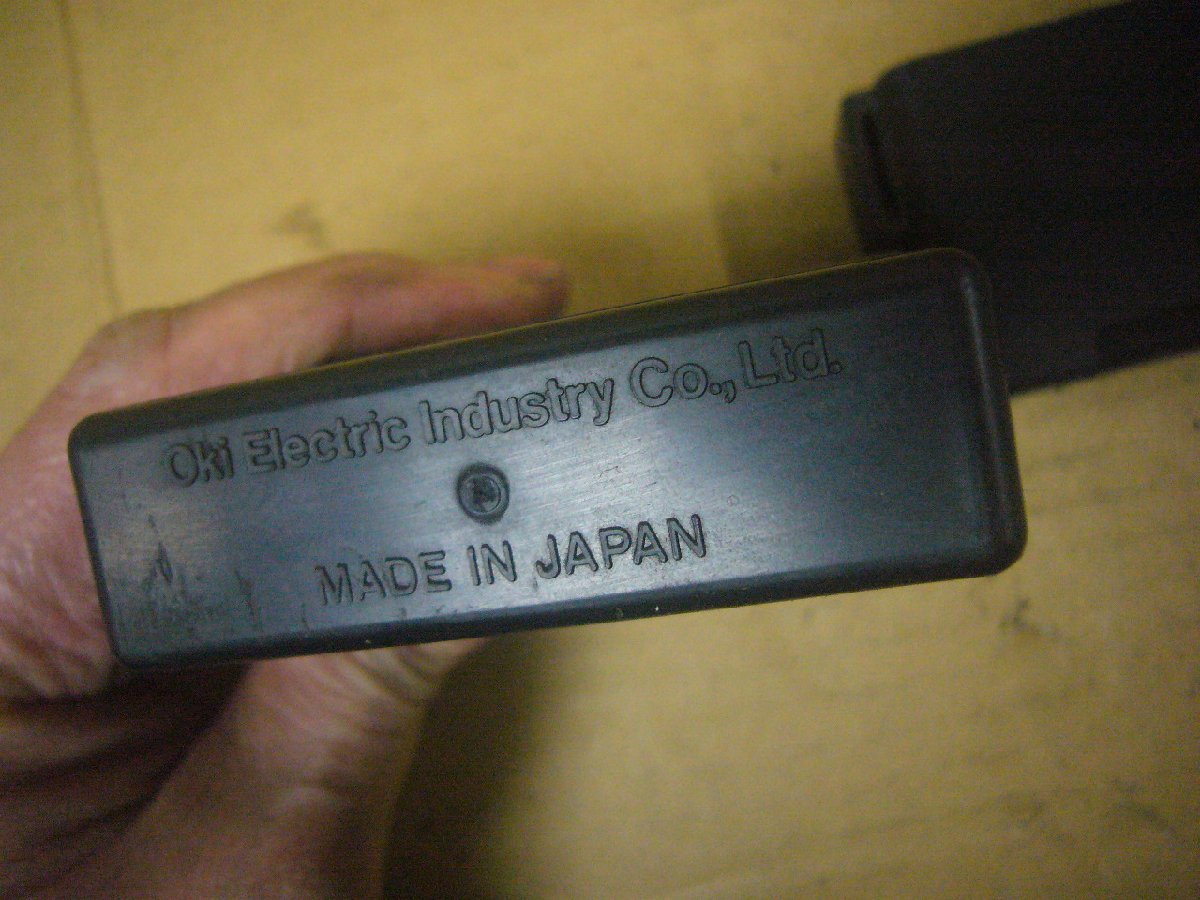 Oki Electric Industry Co., Ltd.
MADE IN JAPAN